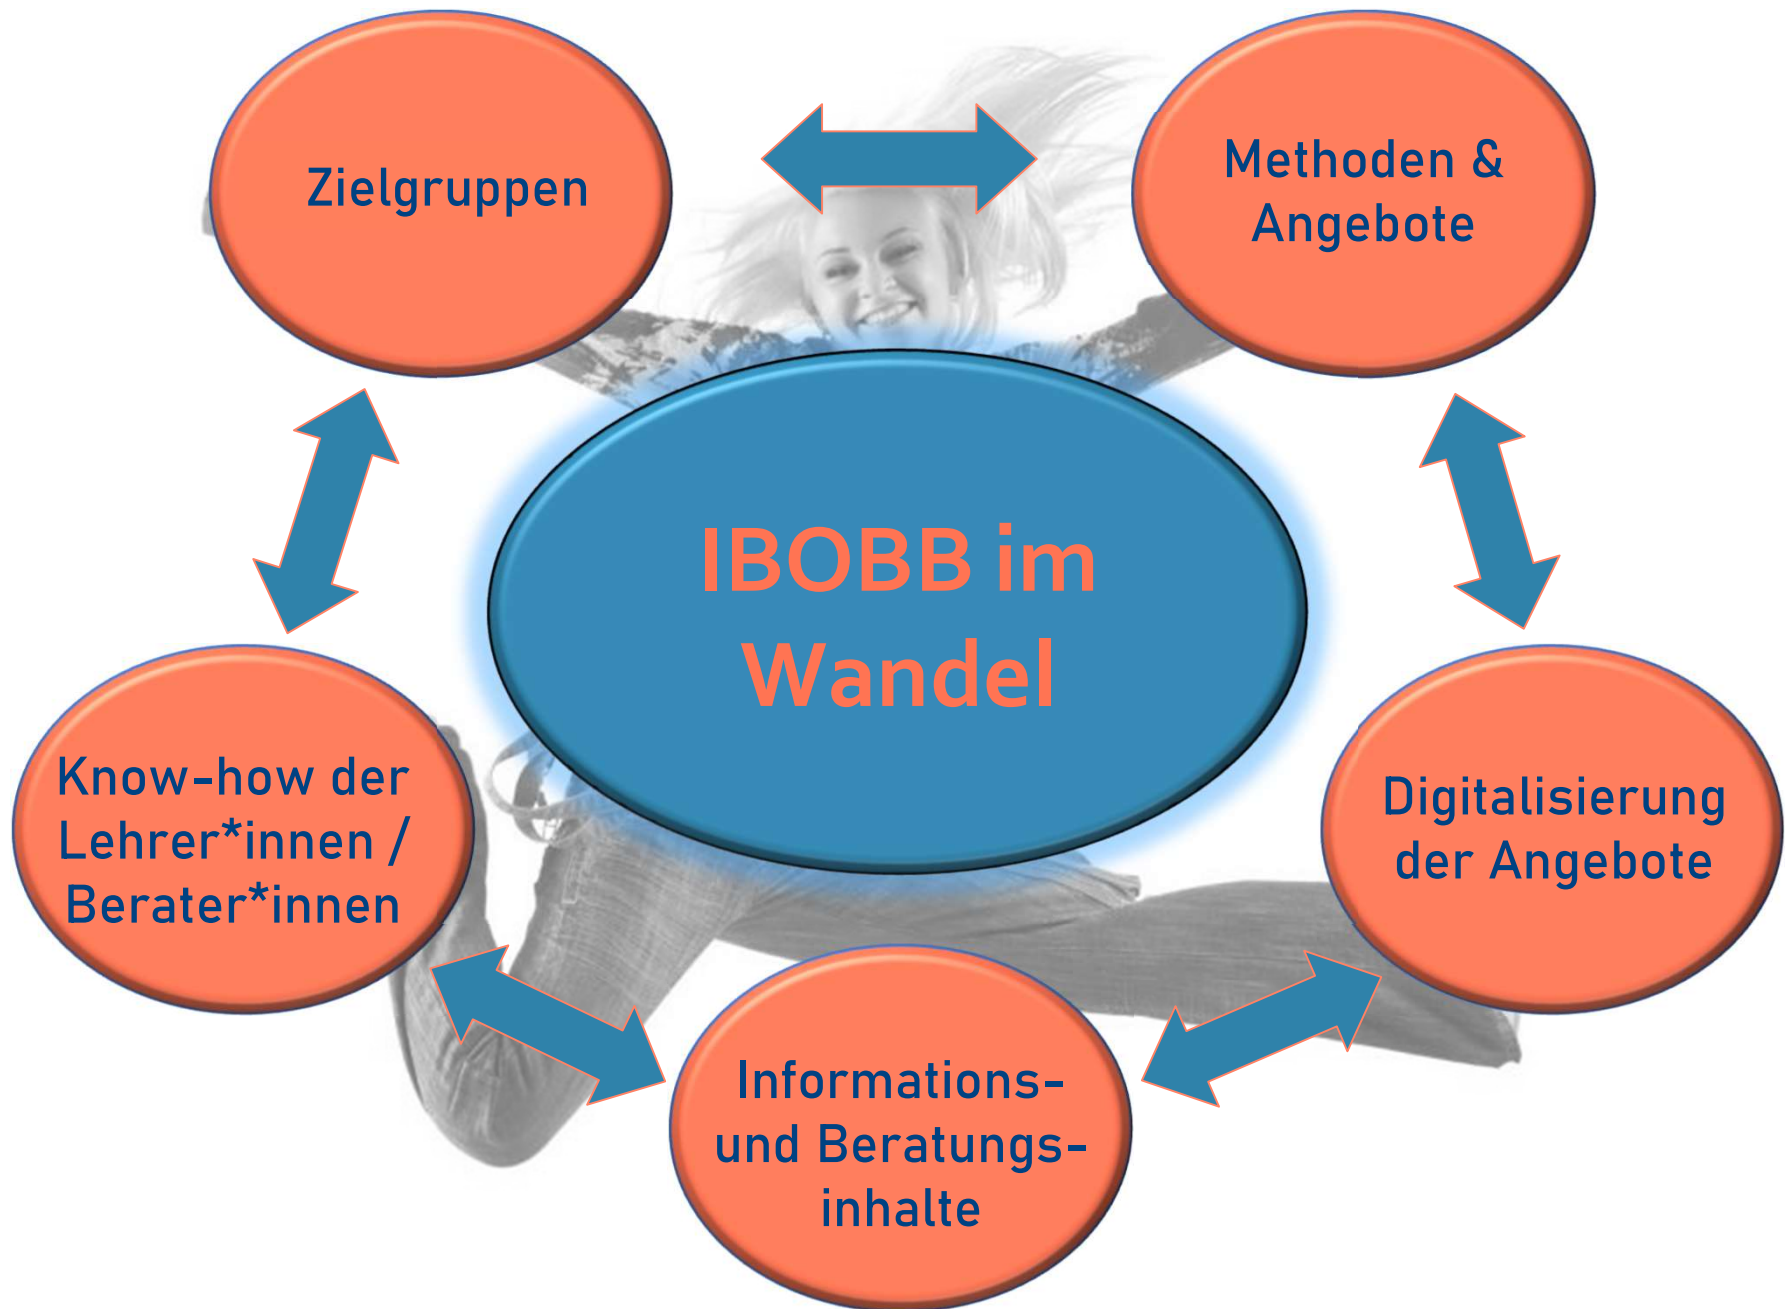 Zielgruppen
Methoden &
Angebote
IBOBB im
Wandel
Know-how der
Lehrer*innen /
Berater*innen
Digitalisierung
der Angebote
Informations-
und Beratungs-
inhalte